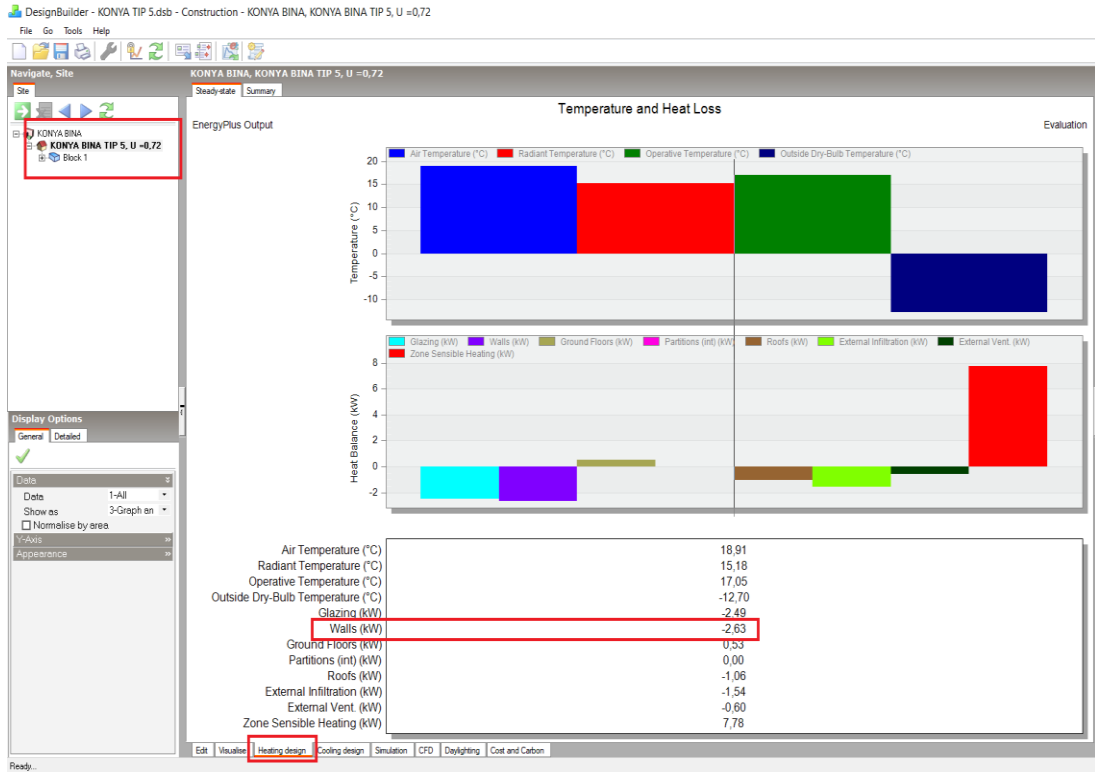 DesignBuilder - KONYA TIP 5.dsb - Construction - KONYA BINA, KONYA BINA TIP 5, U =0,72
File Go Tools Help
Navigate, Site
Site
KONYA BINA
KONYA BINA TIP 5, U =0,72
Block 1
KONYA BINA, KONYA BINA TIP 5, U =0,72
Steady-state Summary
Temperature and Heat Loss
EnergyPlus Output
Evaluation
Air Temperature (°C) Radiant Temperature (°C) Operative Temperature (°C) Outside Dry-Bulb Temperature (°C)
20
15
10
5
0
-5
-10
Temperature (°C)
Glazing (kW) Walls (kW) Ground Floors (kW) Partitions (int) (kW) Roofs (kW) External Infiltration (kW) External Vent. (kW)
Zone Sensible Heating (kW)
8
6
4
2
0
-2
Heat Balance (kW)
Display Options
General Detailed
Data
Data 1-All
Show as 3-Graph an
Normalise by area
Y-Axis
Appearance
Air Temperature (°C) 18,91
Radiant Temperature (°C) 15,18
Operative Temperature (°C) 17,05
Outside Dry-Bulb Temperature (°C) -12,70
Glazing (kW) -2,49
Walls (kW) -2,63
Ground Floors (kW) 0,53
Partitions (int) (kW) 0,00
Roofs (kW) -1,06
External Infiltration (kW) -1,54
External Vent. (kW) -0,60
Zone Sensible Heating (kW) 7,78
Edit Visualise Heating design Cooling design Simulation CFD Daylighting Cost and Carbon
Ready...